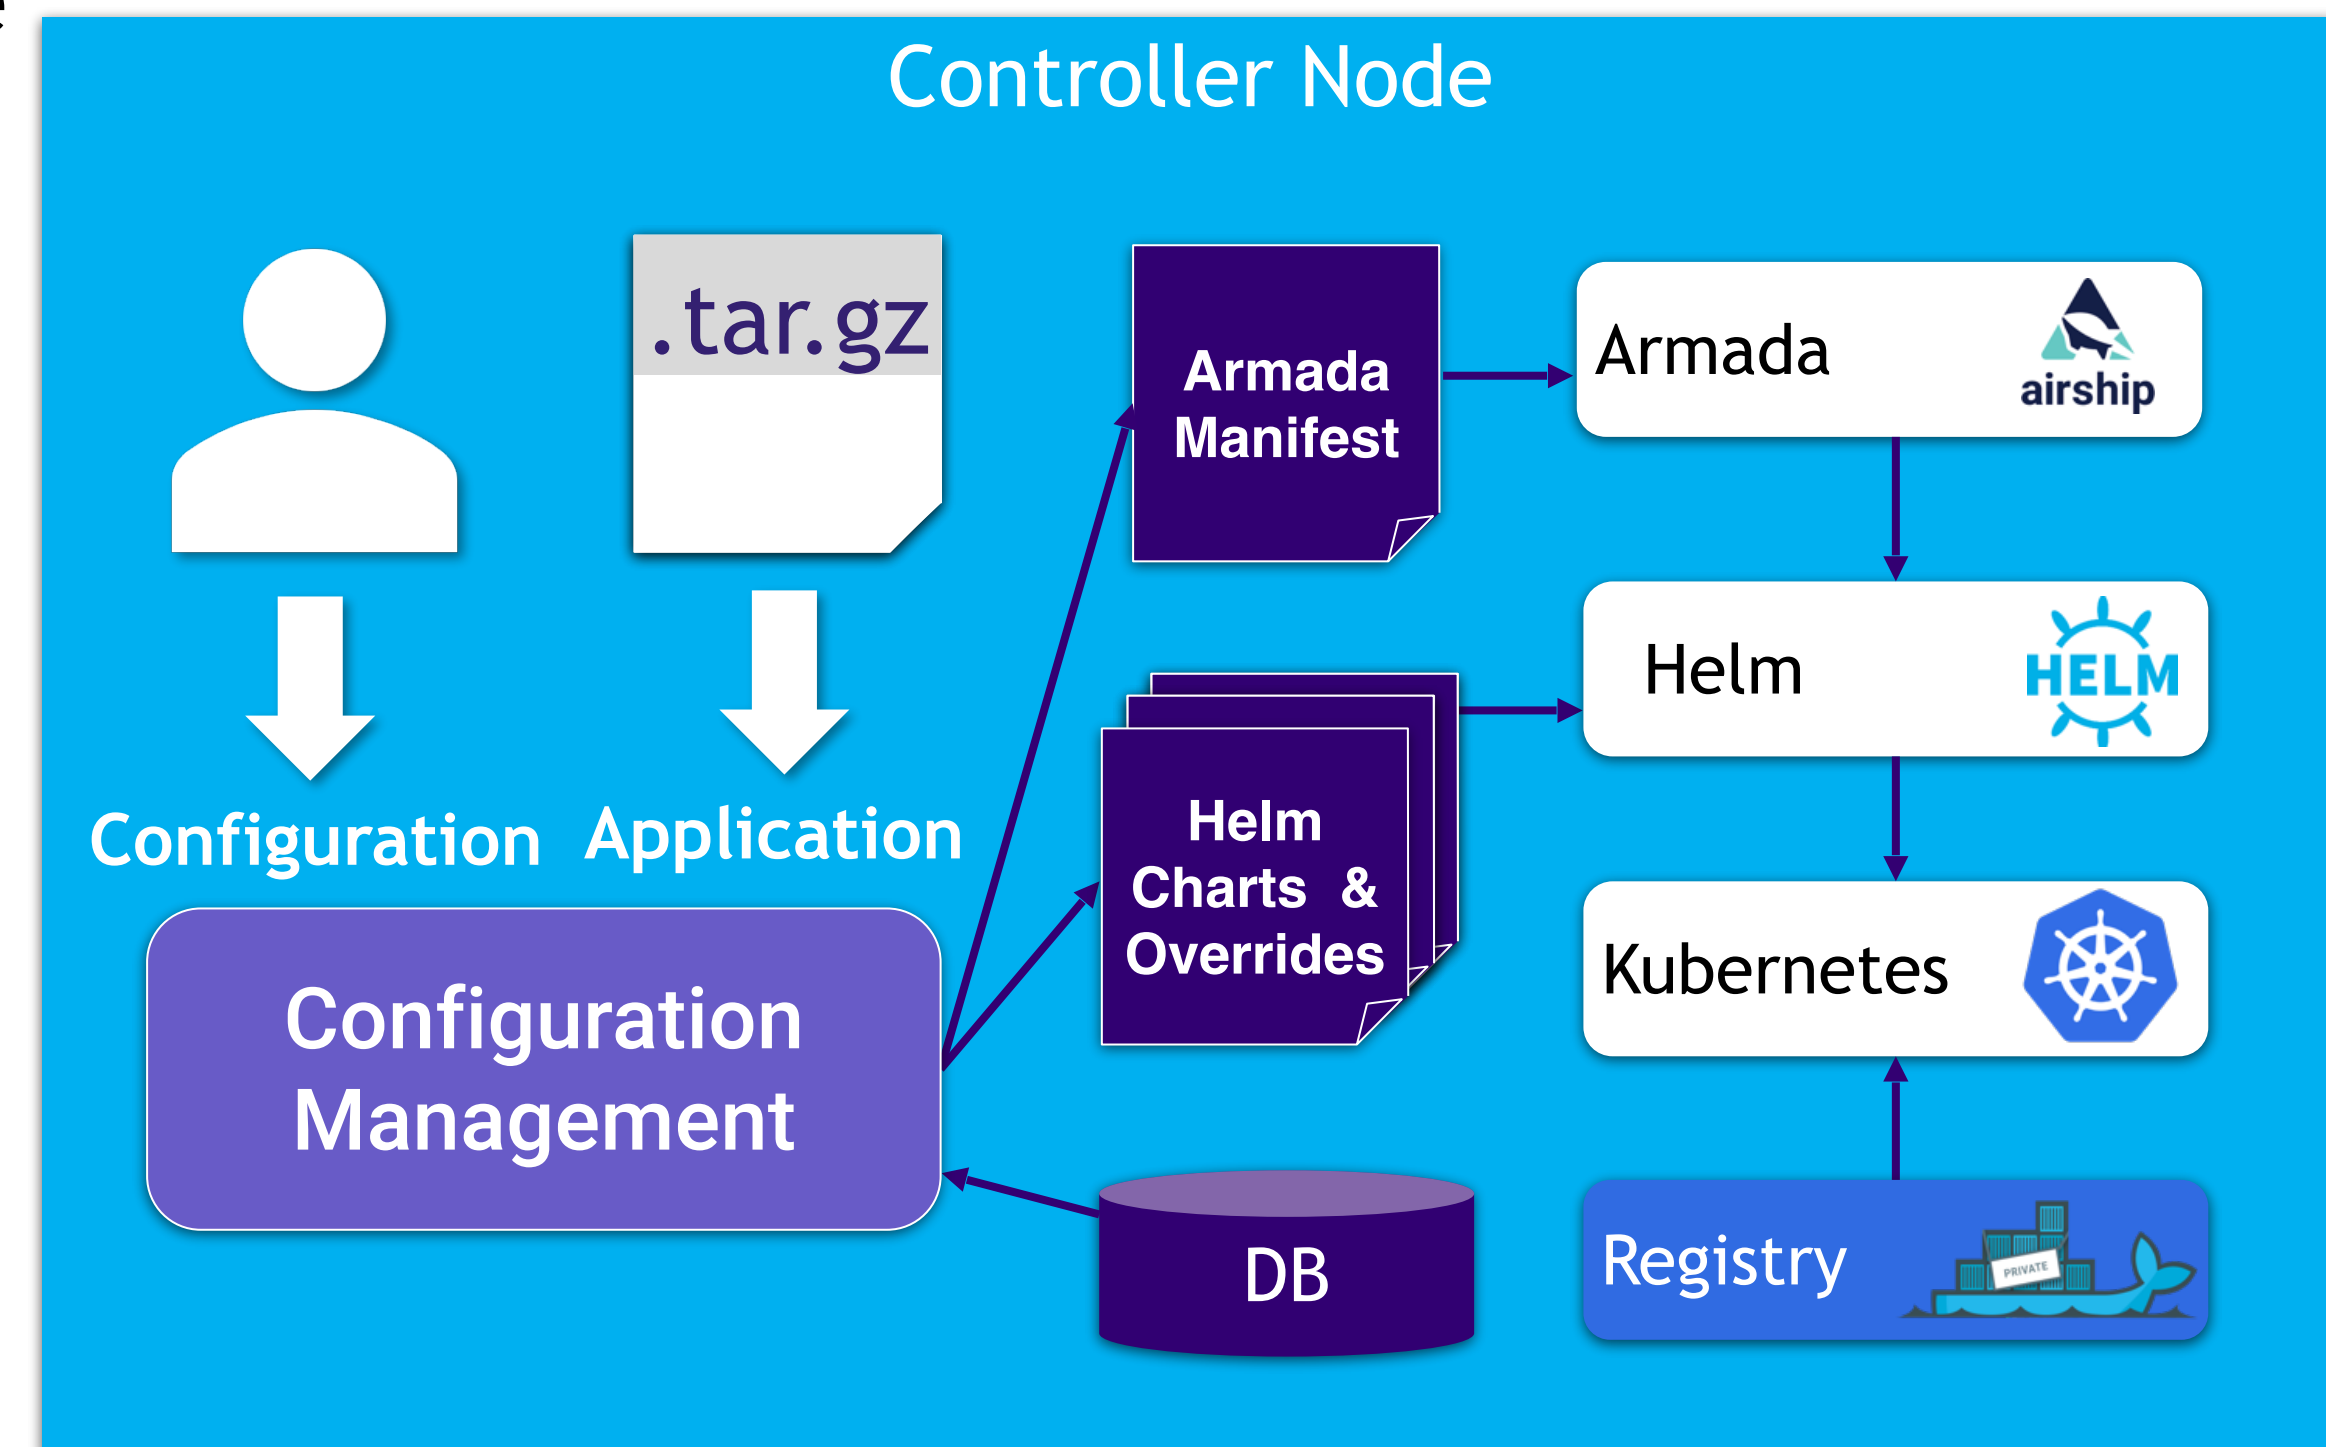 Controller Node
.tar.gz
Configuration
Application
Configuration
Management
Armada
Manifest
Helm
Charts &
Overrides
DB
Armada
airship
Helm
HELM
Kubernetes
Registry
PRIVATE